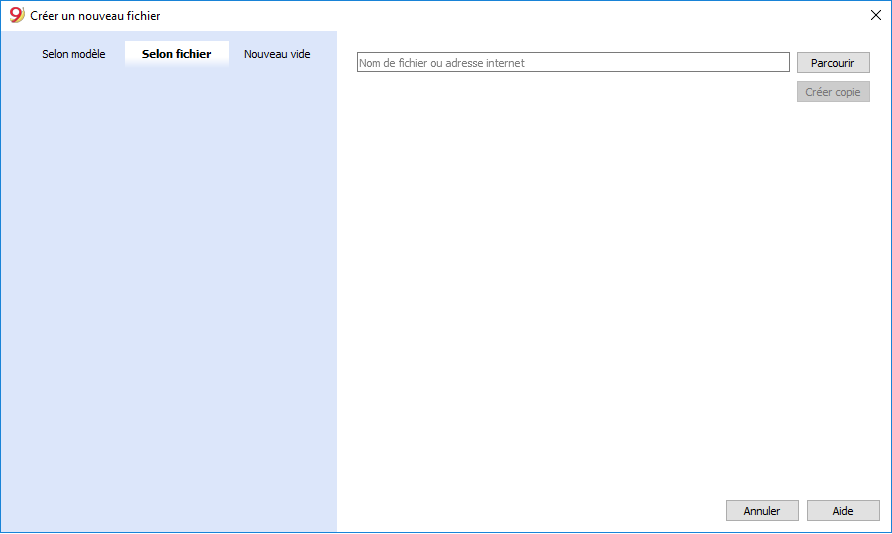 Créer un nouveau fichier
Selon modèle Selon fichier Nouveau vide
Nom de fichier ou adresse internet Parcourir
Créer copie
Annuler Aide